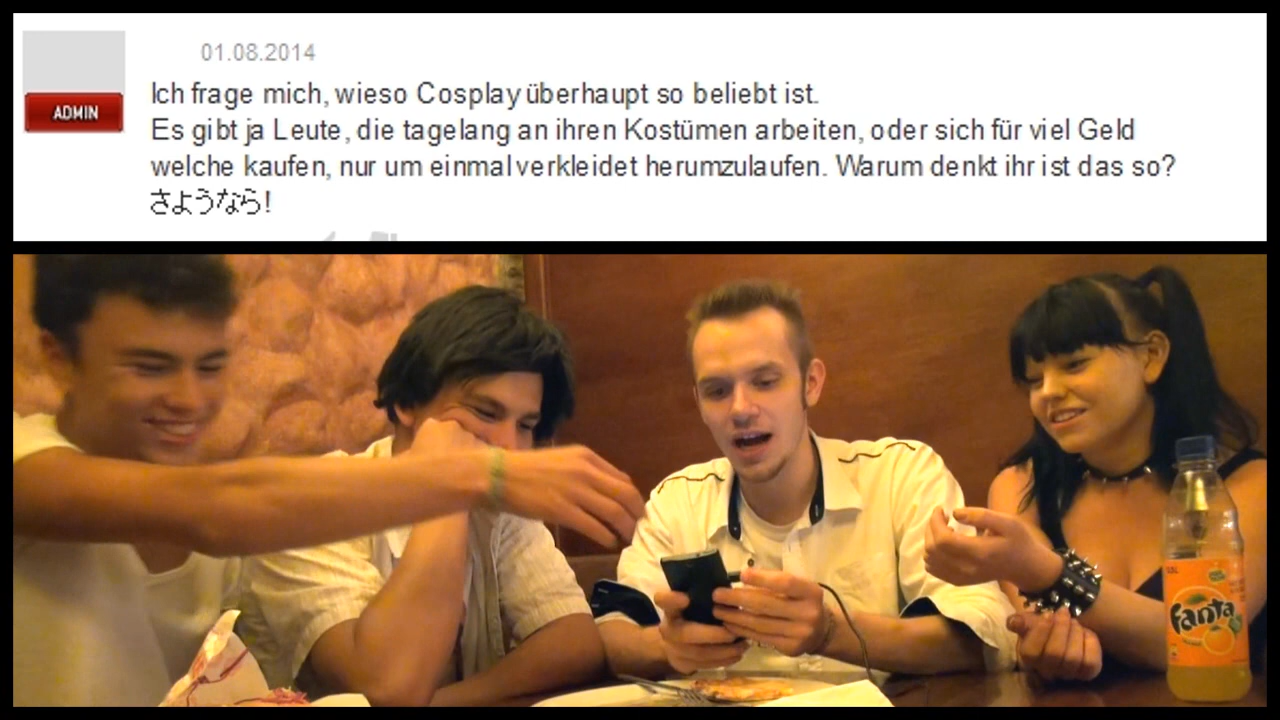 01.08.2014
ADMIN
Ich frage mich, wieso Cosplay überhaupt so beliebt ist.
Es gibt ja Leute, die tagelang an ihren Kostümen arbeiten, oder sich für viel Geld
welche kaufen, nur um einmal verkleidet herumzulaufen. Warum denkt ihr ist das so?
さようなら!
Fanta